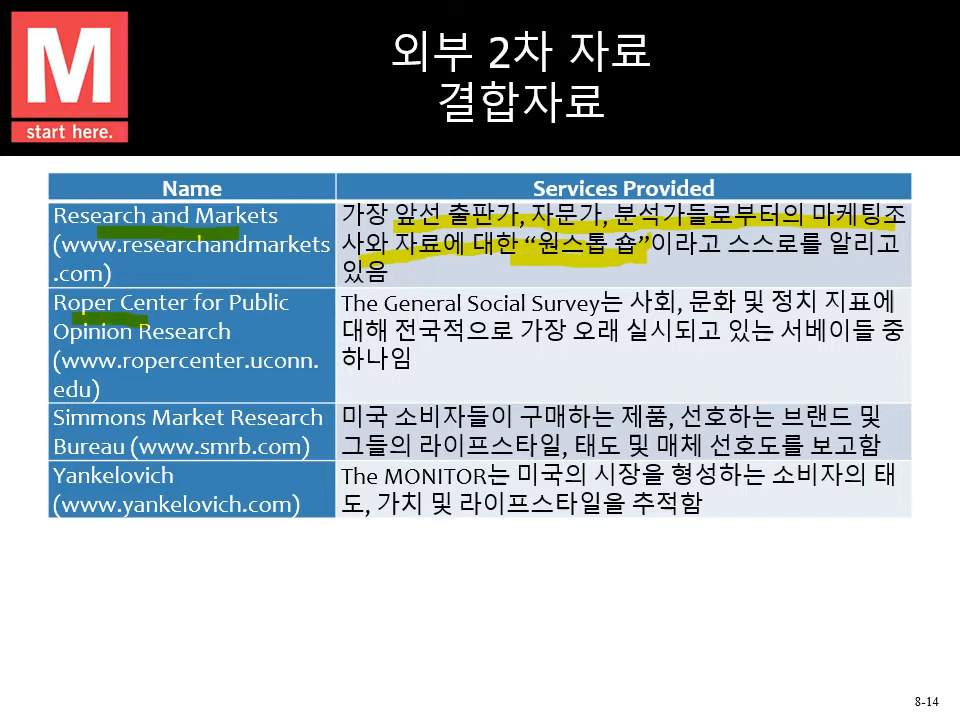 M
start here.
외부 2차 자료
결합자료
Name
Services Provided
Research and Markets
(www.researchandmarkets
.com)
가장 앞선 출판가, 자문가, 분석가들로부터의 마케팅조
사와 자료에 대한 “원스톱 숍”이라고 스스로를 알리고
있음
Roper Center for Public
Opinion Research
(www.ropercenter.uconn.
edu)
The General Social Survey는 사회, 문화 및 정치 지표에
대해 전국적으로 가장 오래 실시되고 있는 서베이들 중
하나임
Simmons Market Research
Bureau (www.smrb.com)
미국 소비자들이 구매하는 제품, 선호하는 브랜드 및
그들의 라이프스타일, 태도 및 매체 선호도를 보고함
Yankelovich
(www.yankelovich.com)
The MONITOR는 미국의 시장을 형성하는 소비자의 태
도, 가치 및 라이프스타일을 추적함
8-14